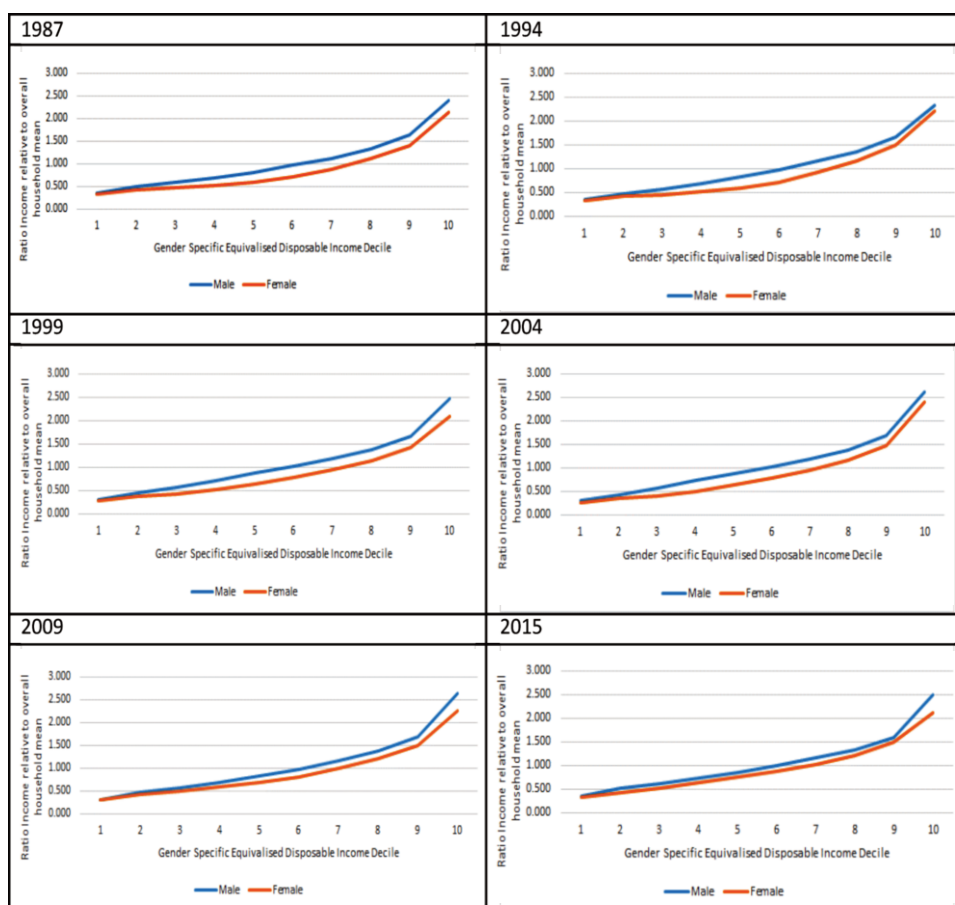 1987
Ratio Income relative to overall
household mean
3.000
2.500
2.000
1.500
1.000
0.500
0.000
1 2 3 4 5 6 7 8 9 10
Gender Specific Equivalised Disposable Income Decile
Male Female
1994
Ratio Income relative to overall
household mean
3.000
2.500
2.000
1.500
1.000
0.500
0.000
1 2 3 4 5 6 7 8 9 10
Gender Specific Equivalised Disposable Income Decile
Male Female
1999
Ratio Income relative to overall
household mean
3.000
2.500
2.000
1.500
1.000
0.500
0.000
1 2 3 4 5 6 7 8 9 10
Gender Specific Equivalised Disposable Income Decile
Male Female
2004
Ratio Income relative to overall
household mean
3.000
2.500
2.000
1.500
1.000
0.500
0.000
1 2 3 4 5 6 7 8 9 10
Gender Specific Equivalised Disposable Income Decile
Male Female
2009
Ratio Income relative to overall
household mean
3.000
2.500
2.000
1.500
1.000
0.500
0.000
1 2 3 4 5 6 7 8 9 10
Gender Specific Equivalised Disposable Income Decile
Male Female
2015
Ratio Income relative to overall
household mean
3.000
2.500
2.000
1.500
1.000
0.500
0.000
1 2 3 4 5 6 7 8 9 10
Gender Specific Equivalised Disposable Income Decile
Male Female